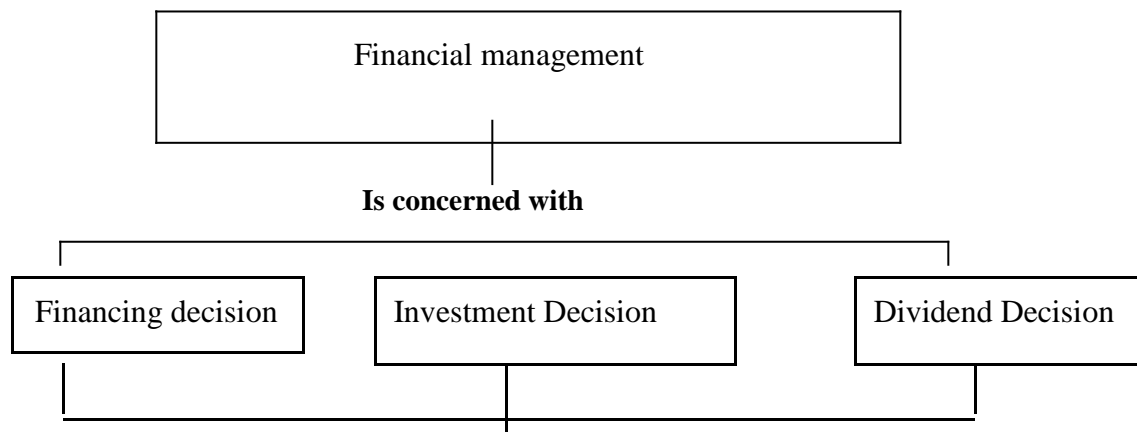 Financial management
Is concerned with
Financing decision
Investment Decision
Dividend Decision